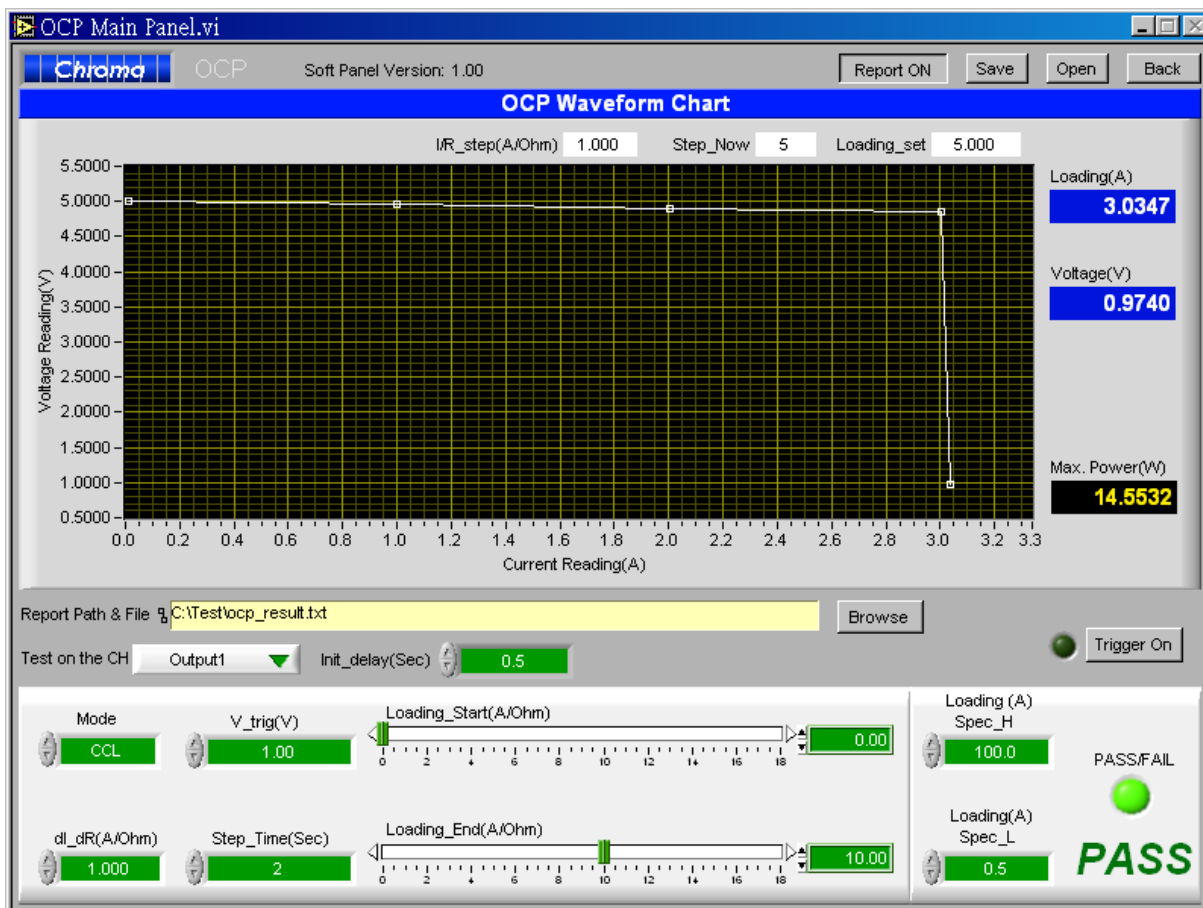 OCP Main Panel.vi
Chroma OCP Soft Panel Version: 1.00 Report ON Save Open Back
OCP Waveform Chart
I/R_step(A/Ohm) 1.000 Step_Now 5 Loading_set 5.000
5.5000
5.0000
4.5000
4.0000
3.5000
3.0000
2.5000
2.0000
1.5000
1.0000
0.5000
Voltage Reading(V)
0.0 0.2 0.4 0.6 0.8 1.0 1.2 1.4 1.6 1.8 2.0 2.2 2.4 2.6 2.8 3.0 3.2 3.3
Current Reading(A)
Loading(A)
3.0347
Voltage(V)
0.9740
Max. Power(W)
14.5532
Report Path & File C:\Test\ocp_result.txt Browse
Test on the CH Output1 Init_delay(Sec) 0.5 Trigger On
Mode
CCL
V_trig(V)
1.00
Loading_Start(A/Ohm)
0 2 4 6 8 10 12 14 16 18
0.00
dI_dR(A/Ohm)
1.000
Step_Time(Sec)
2
Loading_End(A/Ohm)
0 2 4 6 8 10 12 14 16 18
10.00
Loading (A)
Spec_H
100.0
Loading(A)
Spec_L
0.5
PASS/FAIL
PASS